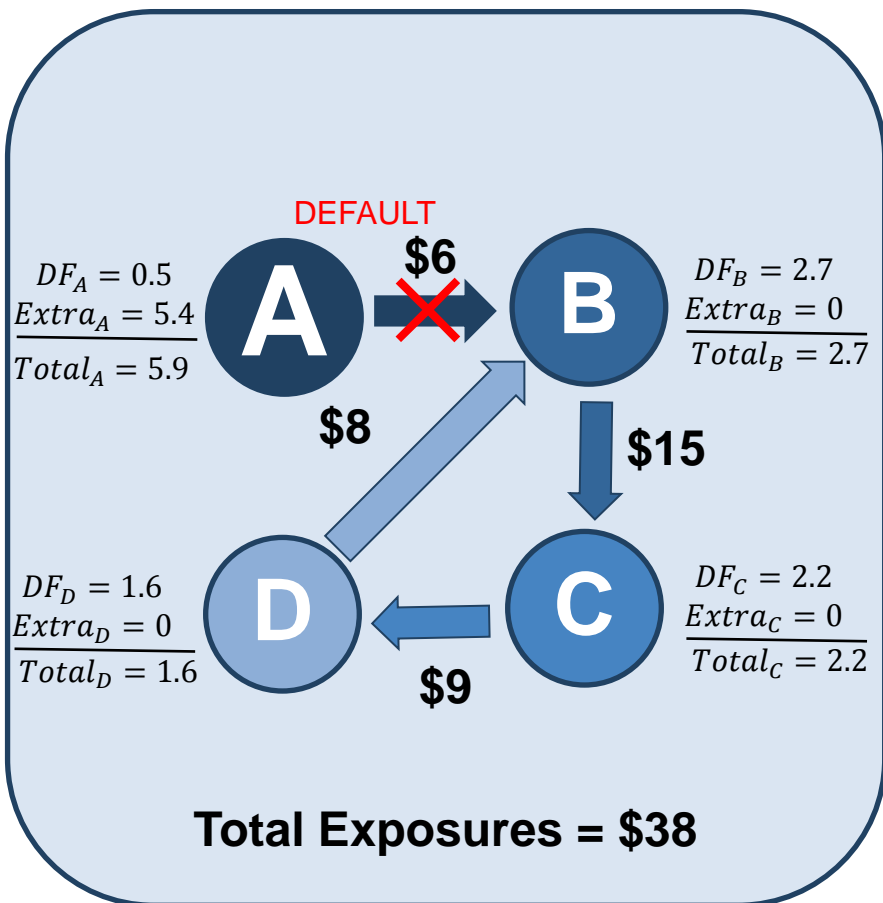 DEFAULT
$6
A
B
DF_A = 0.5
Extra_A = 5.4
Total_A = 5.9
DF_B = 2.7
Extra_B = 0
Total_B = 2.7
$8
$15
D
C
DF_D = 1.6
Extra_D = 0
Total_D = 1.6
DF_C = 2.2
Extra_C = 0
Total_C = 2.2
$9
Total Exposures = $38